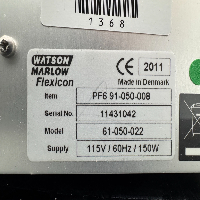 1368
WATSON
MARLOW
Flexicon
CE 2011
Made in Denmark
Item PF6 91-050-008
Serial No. 11431042
Model 61-050-022
Supply 115V / 60Hz / 150W